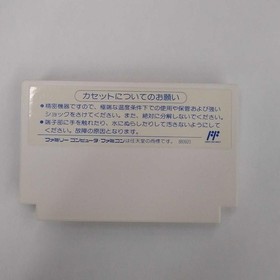 カセットについてのお願い
●精密機器ですので、極端な温度条件下での使用や保管および強い
ショックをさけてください。また、絶対に分解しないでください。
●端子部に手を触れたり、水にぬらしたりして汚さないようにして
ください。故障の原因となります。
ファミリーコンピュータ・ファミコンは任天堂の商標です。